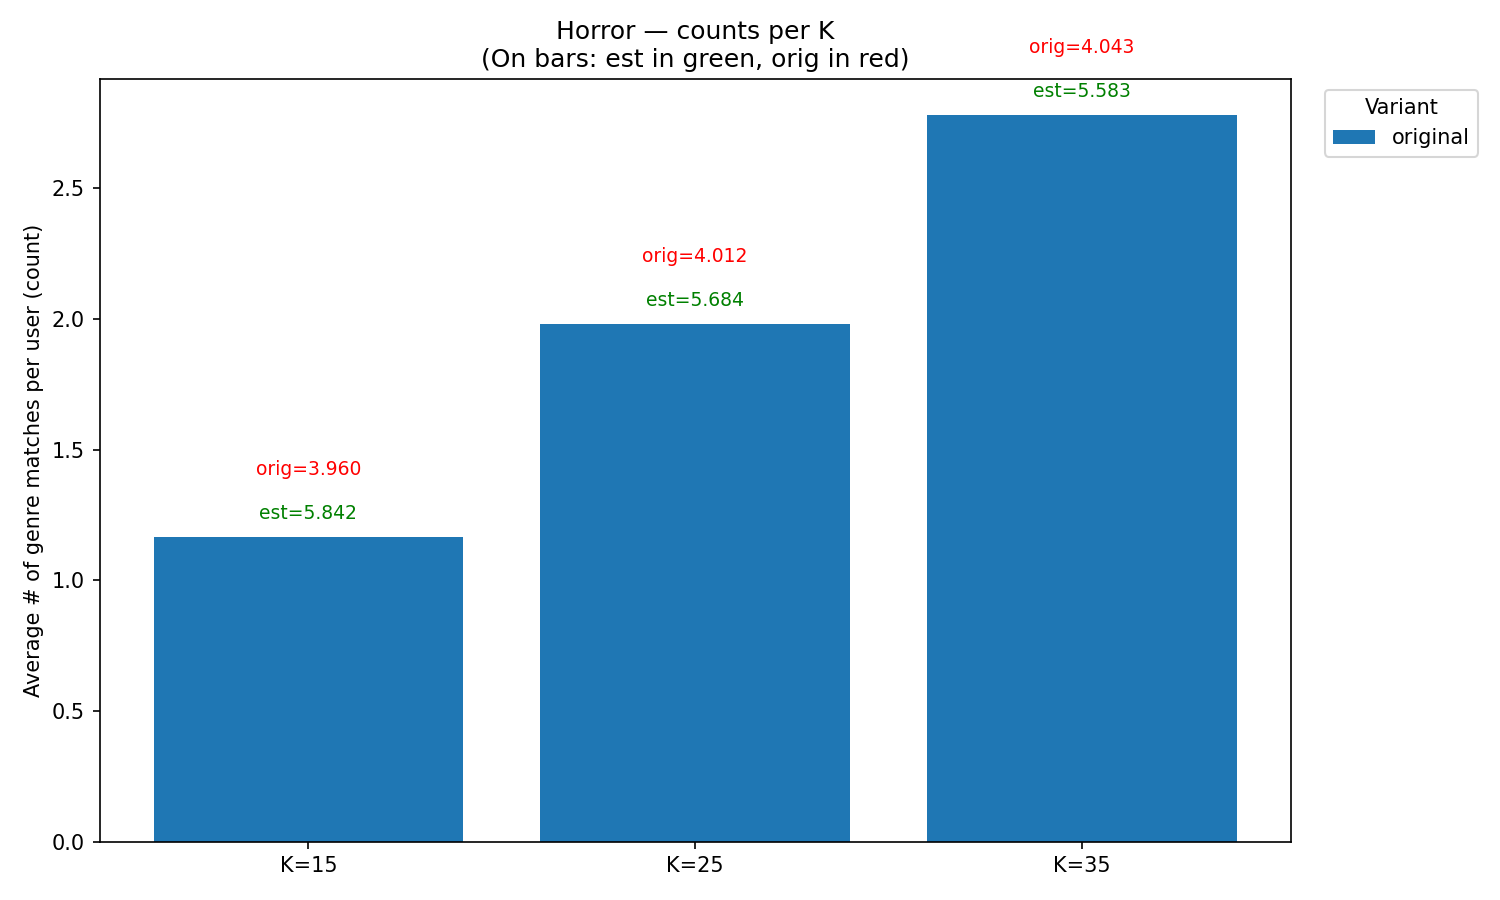 Horror — counts per K
(On bars: est in green, orig in red)
orig=4.043
est=5.583
Variant
original
orig=4.012
est=5.684
orig=3.960
est=5.842
Average # of genre matches per user (count)
2.5
2.0
1.5
1.0
0.5
0.0
K=15
K=25
K=35